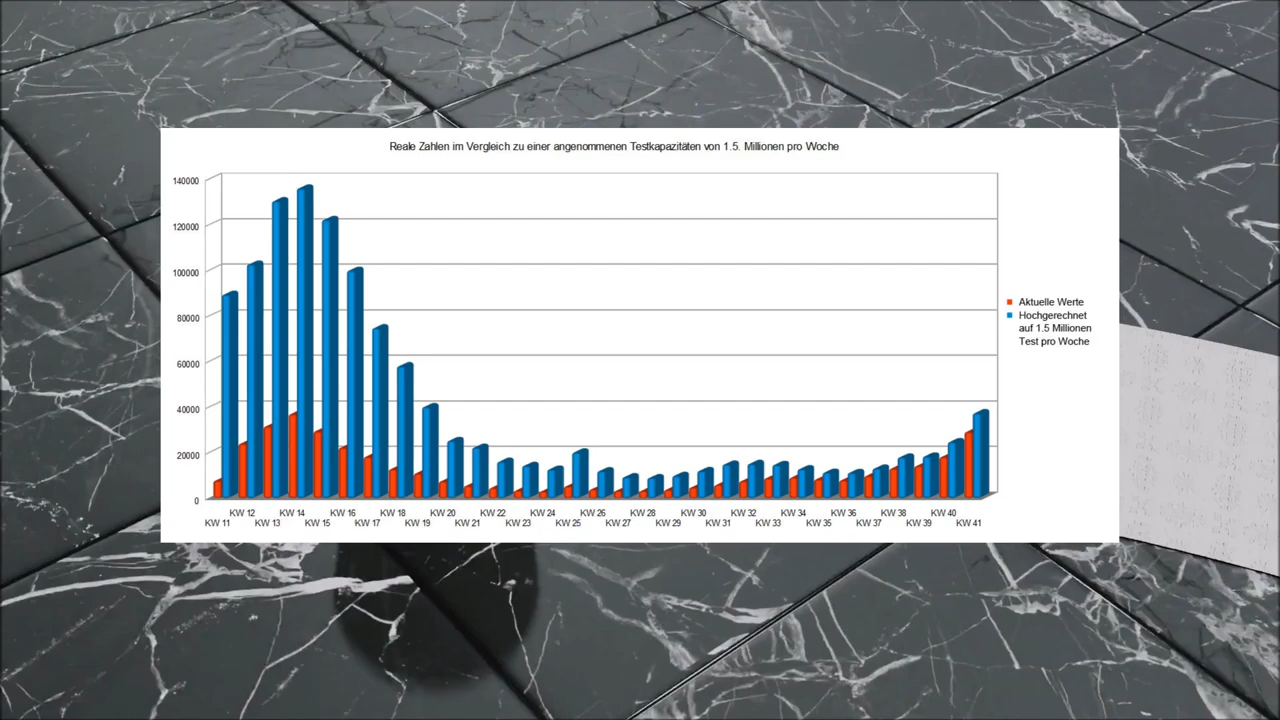 Reale Zahlen im Vergleich zu einer angenommenen Testkapazitäten von 1.5. Millionen pro Woche
140000
120000
100000
80000
60000
40000
20000
0
KW 12 KW 14 KW 16 KW 18 KW 20 KW 22 KW 24 KW 26 KW 28 KW 30 KW 32 KW 34 KW 36 KW 38 KW 40
KW 11 KW 13 KW 15 KW 17 KW 19 KW 21 KW 23 KW 25 KW 27 KW 29 KW 31 KW 33 KW 35 KW 37 KW 39 KW 41
Aktuelle Werte
Hochgerechnet
auf 1.5 Millionen
Test pro Woche